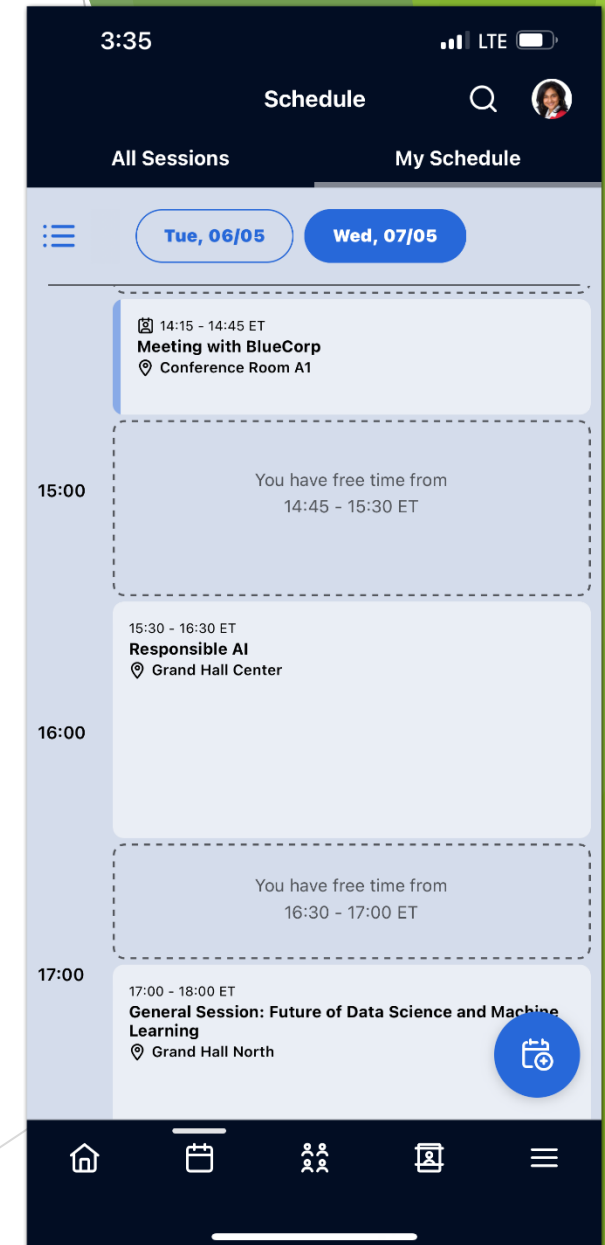 3:35
LTE
Schedule
All Sessions
My Schedule
Tue, 06/05
Wed, 07/05
14:15 - 14:45 ET
Meeting with BlueCorp
Conference Room A1
15:00
You have free time from
14:45 - 15:30 ET
15:30 - 16:30 ET
Responsible AI
Grand Hall Center
16:00
You have free time from
16:30 - 17:00 ET
17:00
17:00 - 18:00 ET
General Session: Future of Data Science and Machine
Learning
Grand Hall North